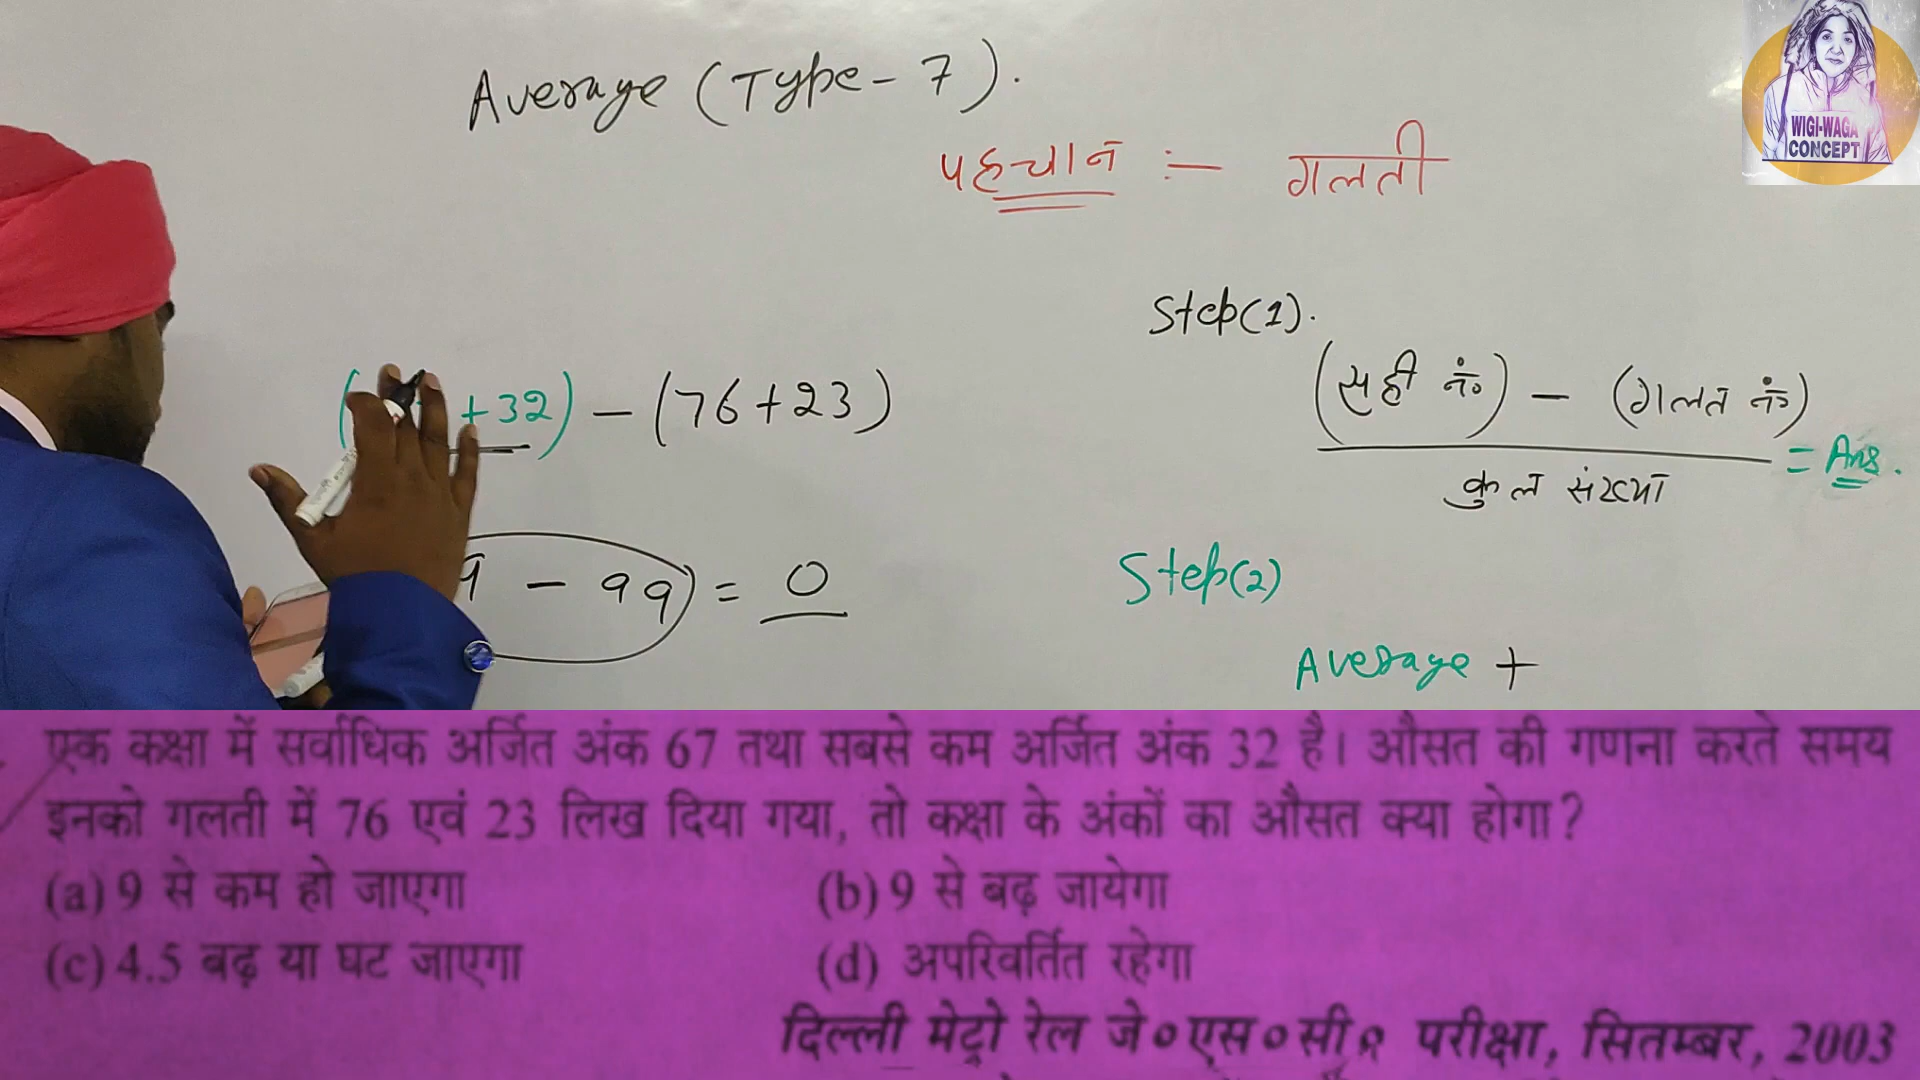 Average (Type-7).
पहचान :- गलती
WIGI-WAGA
CONCEPT
Step(1).
(सही नं०) - (गलत नं०)
कुल संख्या
= Ans.
+32) - (76+23)
9 - 99) = 0
Step(2)
Average +
एक कक्षा में सर्वाधिक अर्जित अंक 67 तथा सबसे कम अर्जित अंक 32 है। औसत की गणना करते समय
इनको गलती में 76 एवं 23 लिख दिया गया, तो कक्षा के अंकों का औसत क्या होगा?
(a) 9 से कम हो जाएगा (b) 9 से बढ़ जायेगा
(c) 4.5 बढ़ या घट जाएगा (d) अपरिवर्तित रहेगा
दिल्ली मेट्रो रेल जे०एस०सी० परीक्षा, सितम्बर, 2003